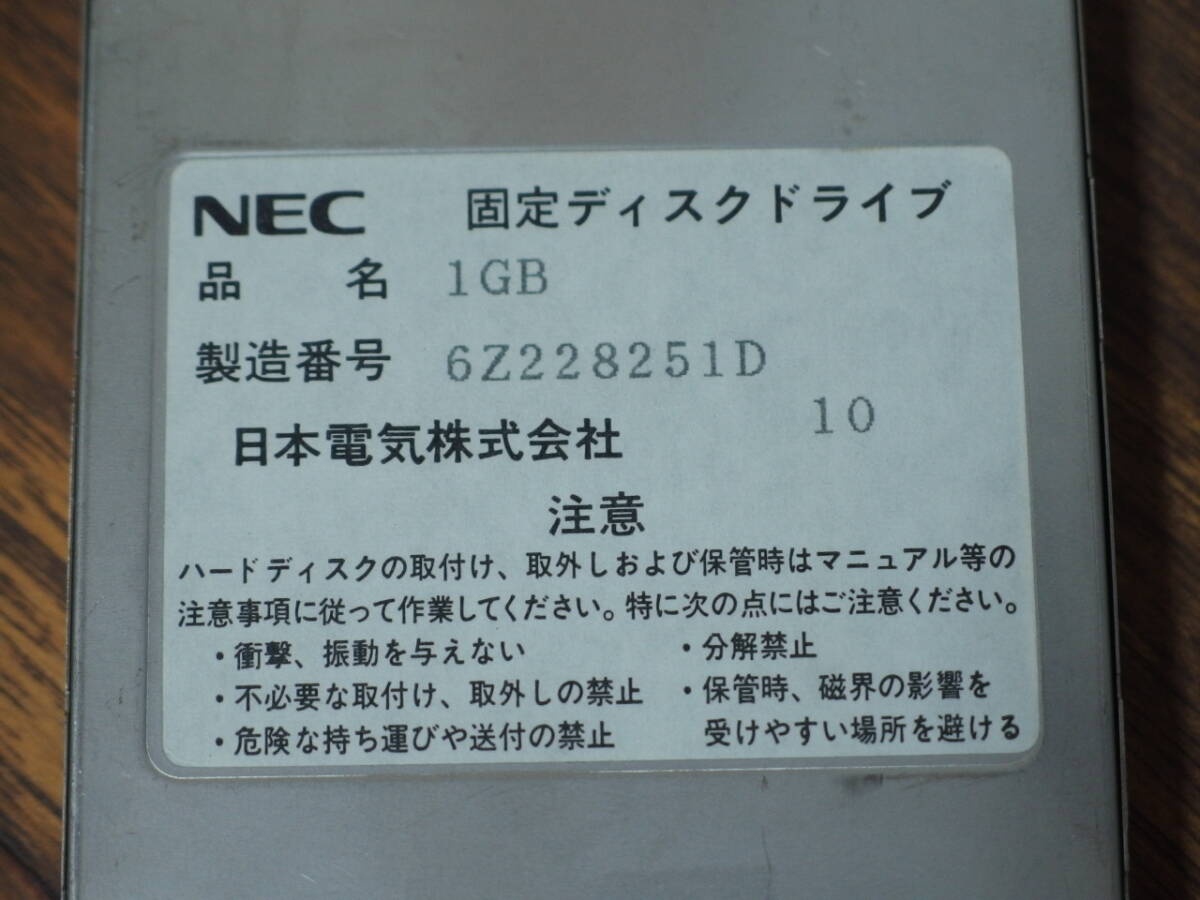 NEC 固定ディスクドライブ
品名 1GB
製造番号 6Z228251D
10
日本電気株式会社
注意
ハードディスクの取付け、取外しおよび保管時はマニュアル等の
注意事項に従って作業してください。特に次の点にはご注意ください。
・衝撃、振動を与えない
・不必要な取付け、取外しの禁止
・危険な持ち運びや送付の禁止
・分解禁止
・保管時、磁界の影響を
受けやすい場所を避ける